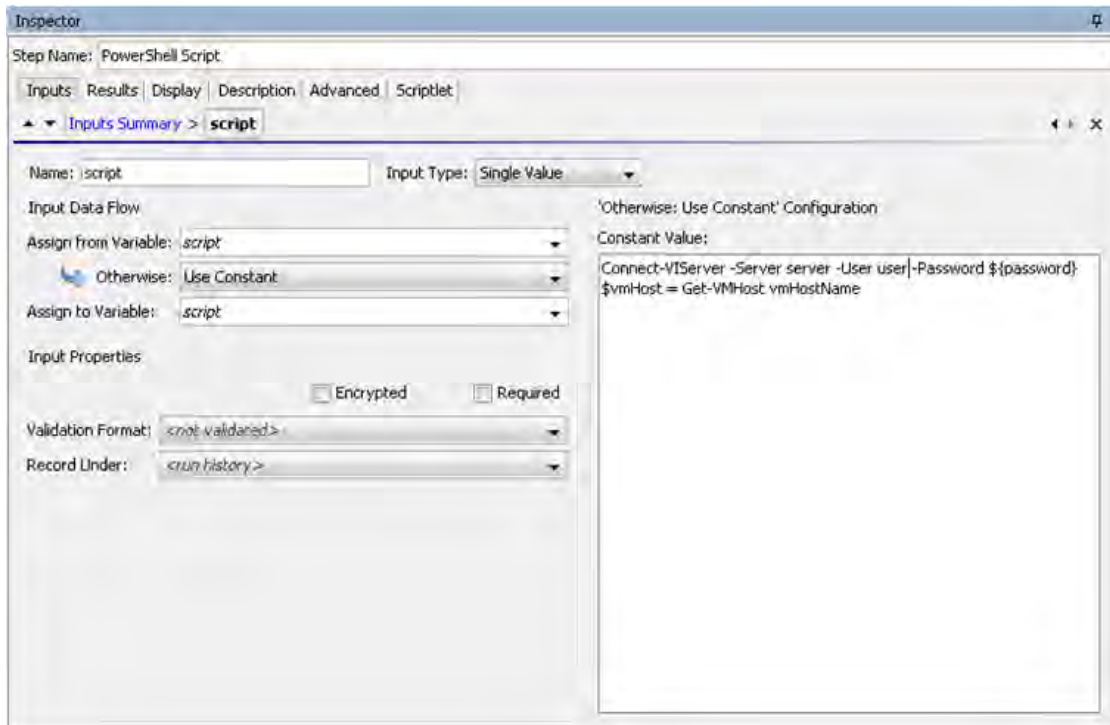 Inspector
Step Name: PowerShell Script
Inputs Results Display Description Advanced Scriptlet
Inputs Summary > script
Name: script Input Type: Single Value
Input Data Flow 'Otherwise: Use Constant' Configuration
Assign from Variable: script Constant Value:
Otherwise: Use Constant Connect-VIServer -Server server -User user -Password ${password}
$vmHost = Get-VMHost vmHostName
Assign to Variable: script
Input Properties
Encrypted Required
Validation Format: <not validated>
Record Under: <run history>